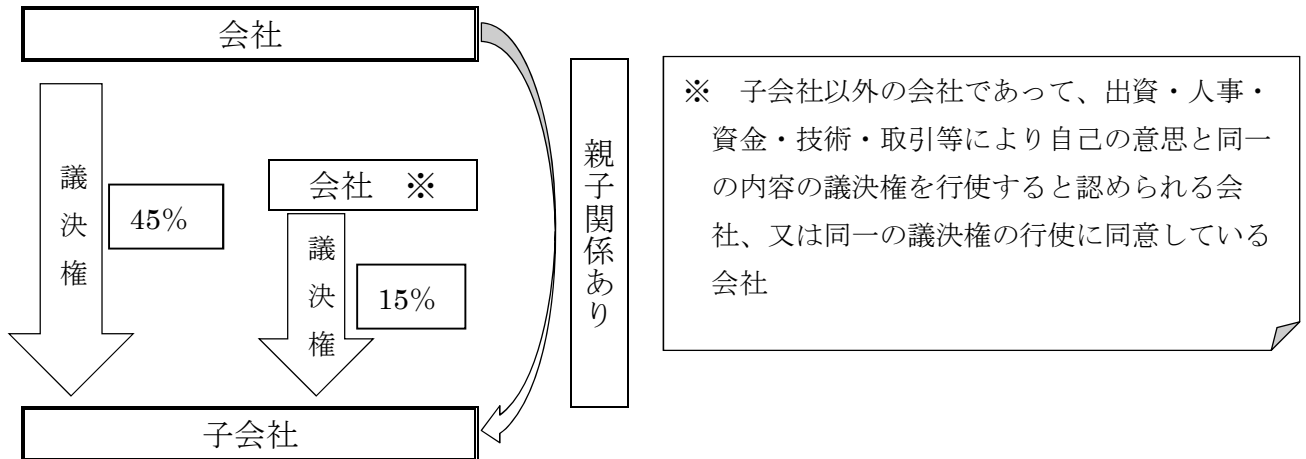 会社
議決権
45%
会社 ※
議決権
15%
親子関係あり
子会社
※ 子会社以外の会社であって、出資・人事・
資金・技術・取引等により自己の意思と同一
の内容の議決権を行使すると認められる会
社、又は同一の議決権の行使に同意している
会社